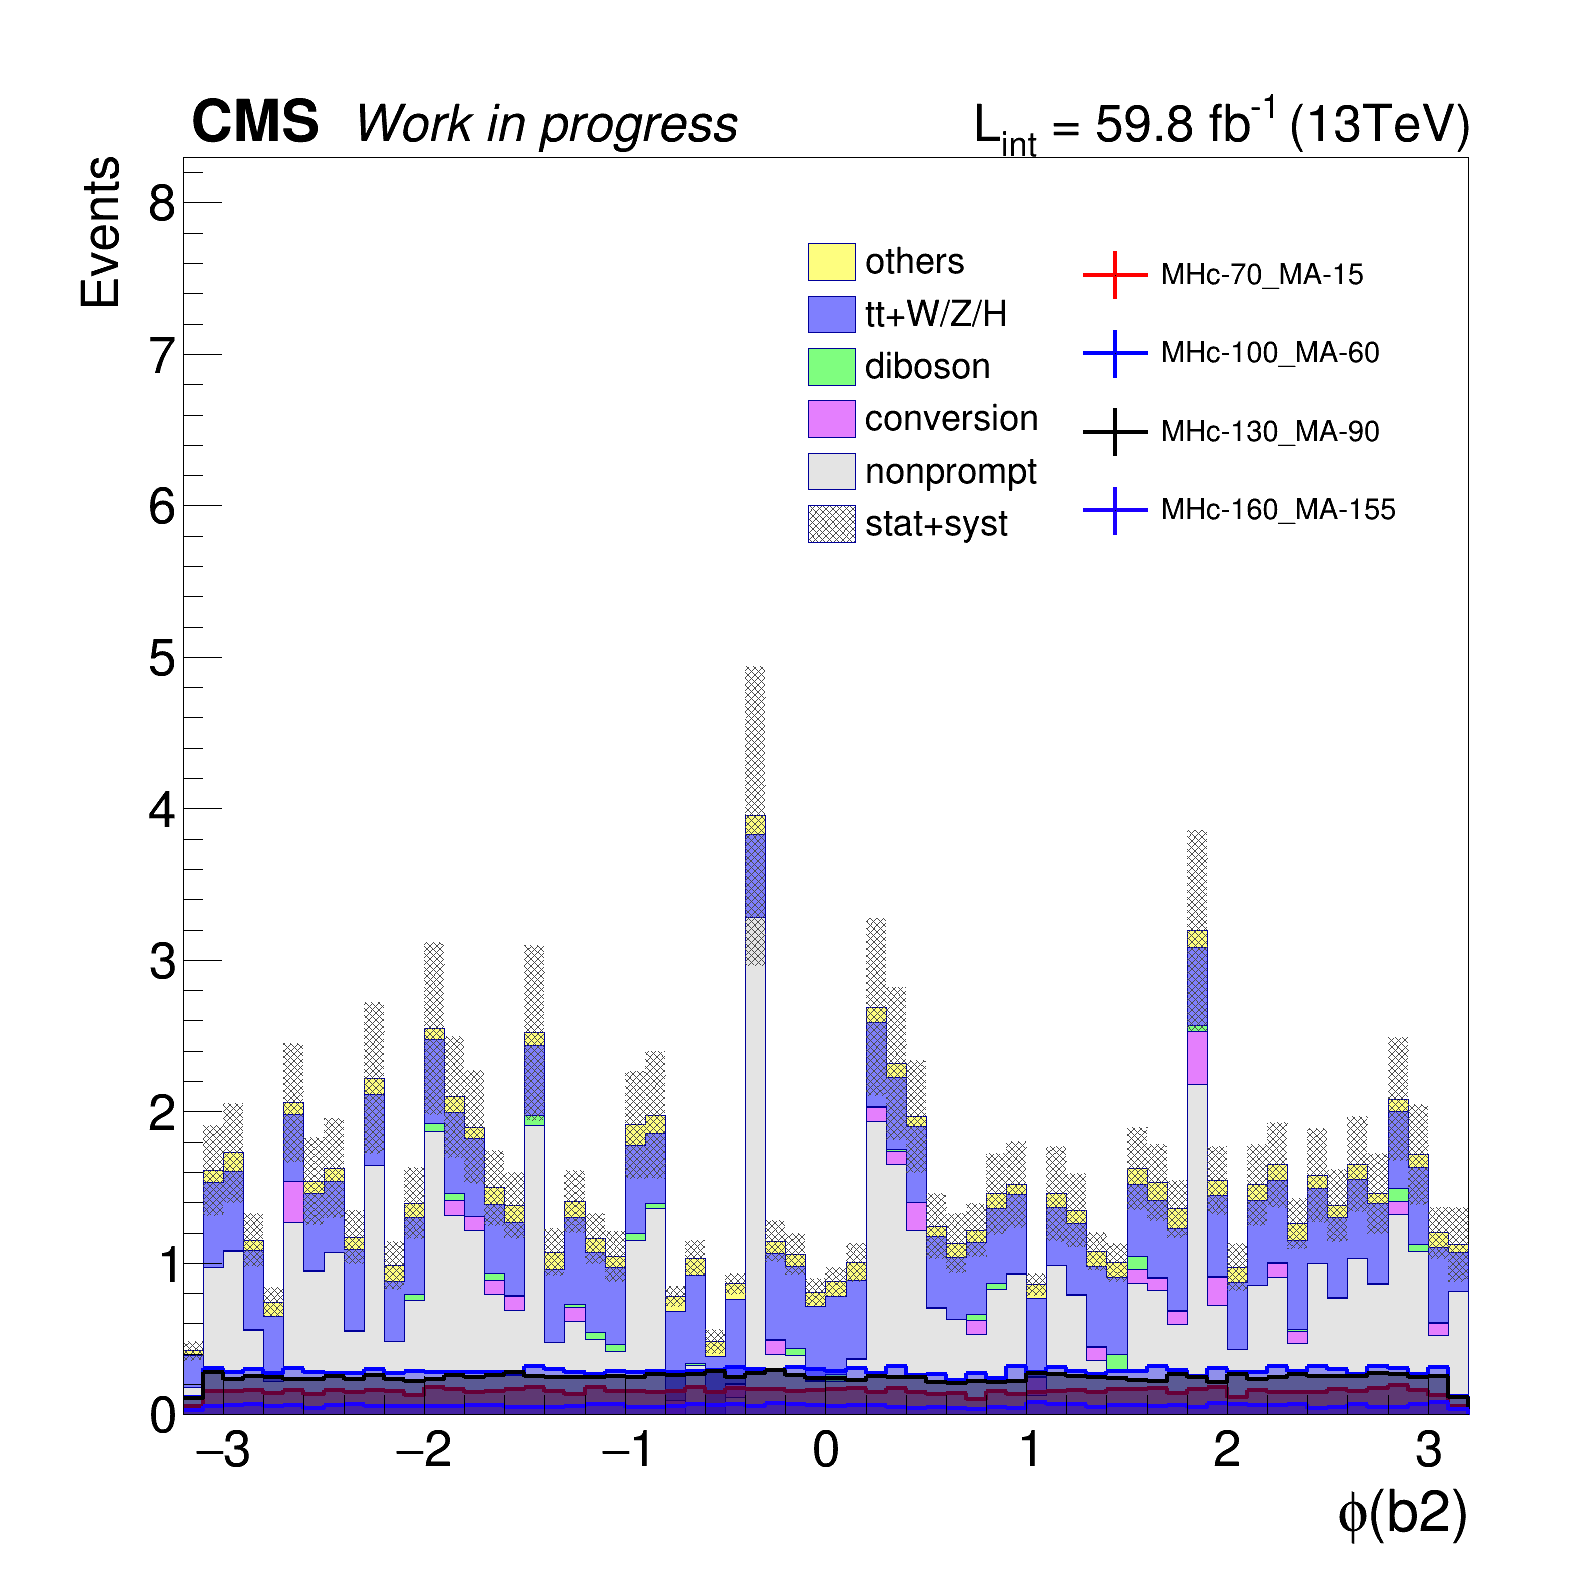 CMS Work in progress
L_int = 59.8 fb^-1 (13TeV)
Events
8
7
6
5
4
3
2
1
0
others
tt+W/Z/H
diboson
conversion
nonprompt
stat+syst
MHc-70_MA-15
MHc-100_MA-60
MHc-130_MA-90
MHc-160_MA-155
−3 −2 −1 0 1 2 3
ϕ(b2)